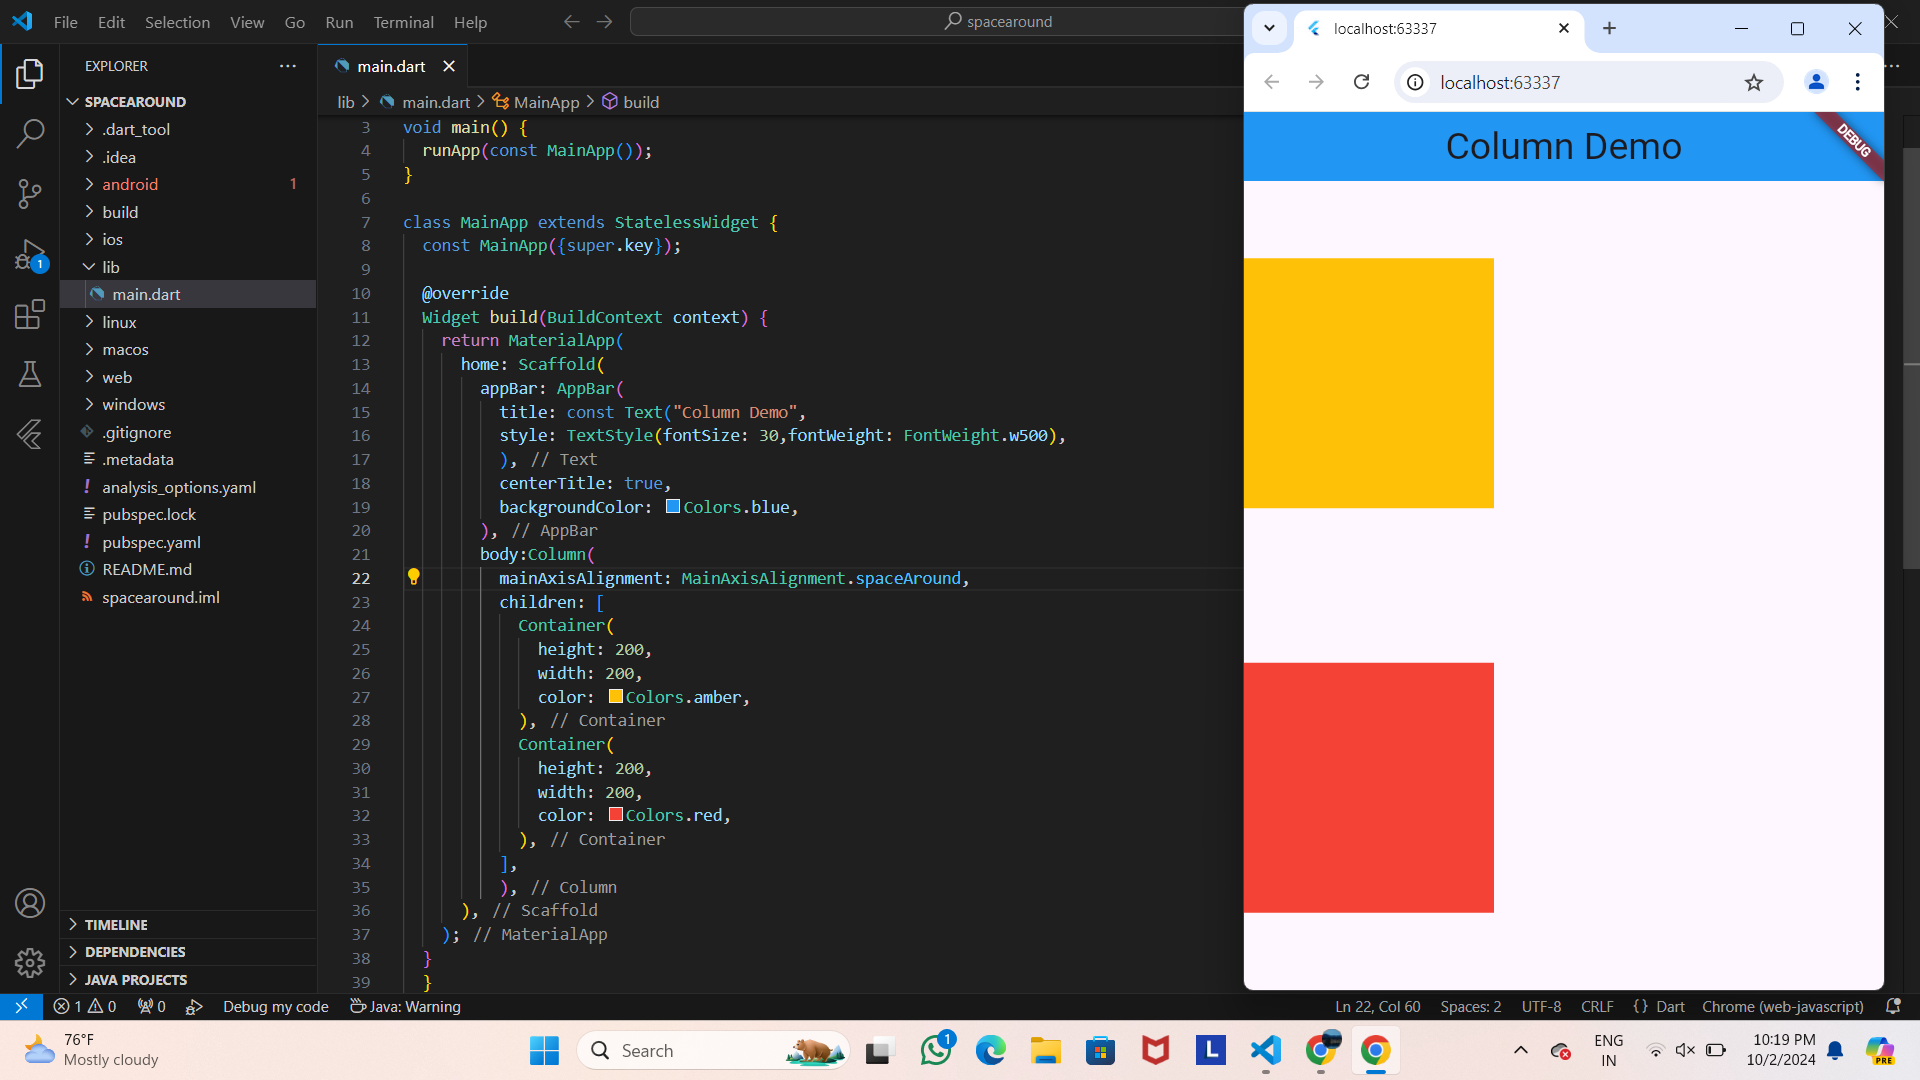 File Edit Selection View Go Run Terminal Help
spacearound
EXPLORER
SPACEAROUND
.dart_tool
.idea
android 1
build
ios
lib
main.dart
linux
macos
web
windows
.gitignore
.metadata
! analysis_options.yaml
pubspec.lock
! pubspec.yaml
README.md
spacearound.iml
TIMELINE
DEPENDENCIES
JAVA PROJECTS
1
main.dart
lib > main.dart > MainApp > build
3 void main() {
4 runApp(const MainApp());
5 }
6
7 class MainApp extends StatelessWidget {
8 const MainApp({super.key});
9
10 @override
11 Widget build(BuildContext context) {
12 return MaterialApp(
13 home: Scaffold(
14 appBar: AppBar(
15 title: const Text("Column Demo",
16 style: TextStyle(fontSize: 30,fontWeight: FontWeight.w500),
17 ), // Text
18 centerTitle: true,
19 backgroundColor: Colors.blue,
20 ), // AppBar
21 body:Column(
22 mainAxisAlignment: MainAxisAlignment.spaceAround,
23 children: [
24 Container(
25 height: 200,
26 width: 200,
27 color: Colors.amber,
28 ), // Container
29 Container(
30 height: 200,
31 width: 200,
32 color: Colors.red,
33 ), // Container
34 ],
35 ), // Column
36 ), // Scaffold
37 ); // MaterialApp
38 }
39 }
localhost:63337
localhost:63337
Column Demo
DEBUG
1 0 0 Debug my code Java: Warning
Ln 22, Col 60 Spaces: 2 UTF-8 CRLF {} Dart Chrome (web-javascript)
76°F
Mostly cloudy
Search
1
L
ENG
IN
10:19 PM
10/2/2024
PRE